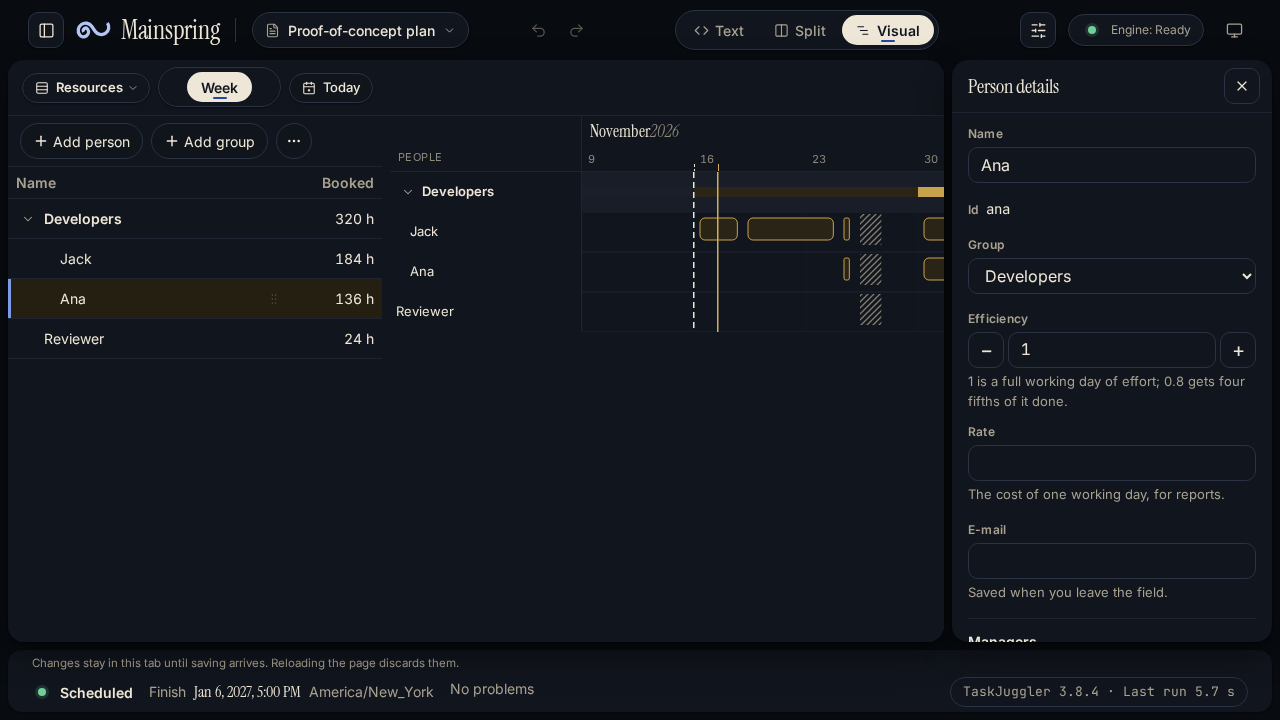 Mainspring
Proof-of-concept plan
Text
Split
Visual
Engine: Ready
Resources
Week
Today
Add person
Add group
Name
Booked
Developers
320 h
Jack
184 h
Ana
136 h
Reviewer
24 h
November 2026
PEOPLE
9
16
23
30
Developers
Jack
Ana
Reviewer
Person details
Name
Ana
Id ana
Group
Developers
Efficiency
− 1 +
1 is a full working day of effort; 0.8 gets four
fifths of it done.
Rate
The cost of one working day, for reports.
E-mail
Saved when you leave the field.
Managers
Changes stay in this tab until saving arrives. Reloading the page discards them.
Scheduled
Finish Jan 6, 2027, 5:00 PM America/New_York
No problems
TaskJuggler 3.8.4 · Last run 5.7 s